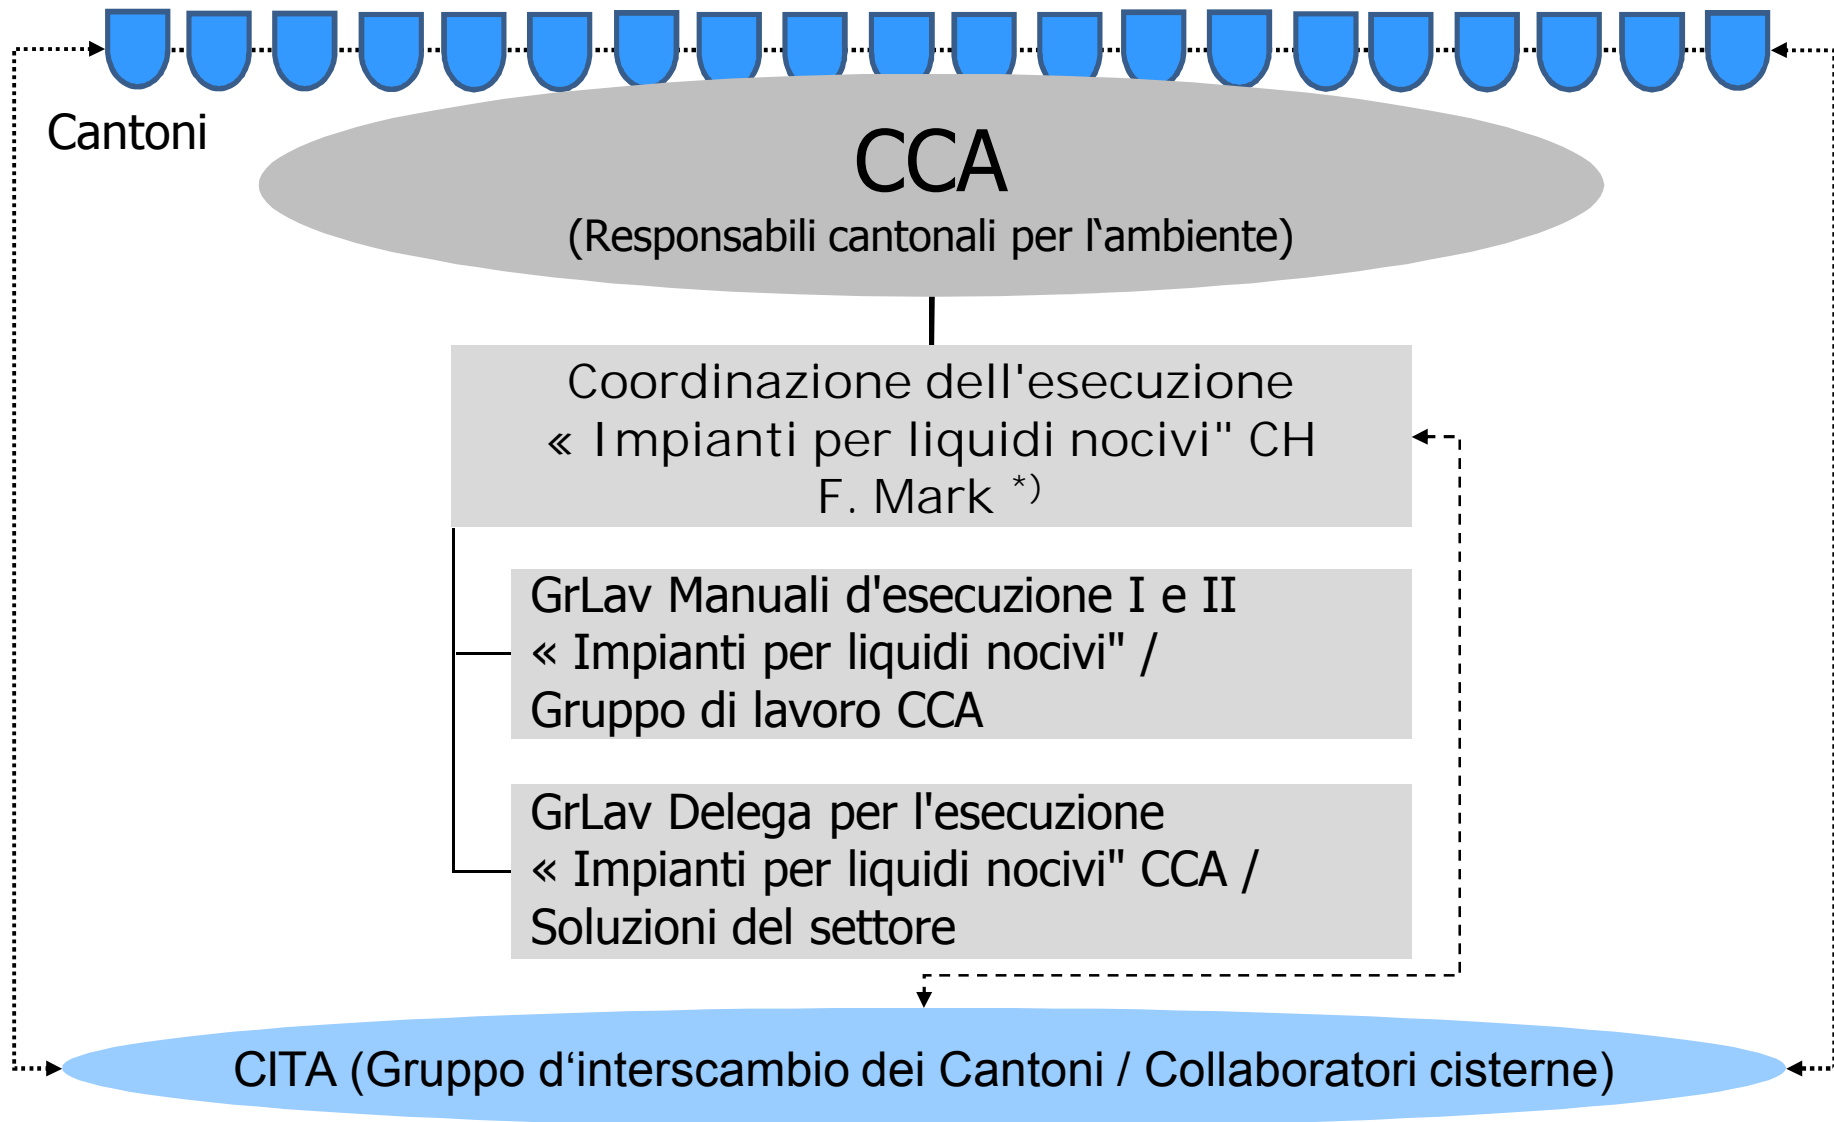 Cantoni
CCA
(Responsabili cantonali per l‘ambiente)
Coordinazione dell'esecuzione
« Impianti per liquidi nocivi" CH
F. Mark *)
GrLav Manuali d'esecuzione I e II
« Impianti per liquidi nocivi" /
Gruppo di lavoro CCA
GrLav Delega per l'esecuzione
« Impianti per liquidi nocivi" CCA /
Soluzioni del settore
CITA (Gruppo d‘interscambio dei Cantoni / Collaboratori cisterne)